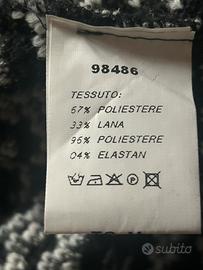 98486
TESSUTO:
67% POLIESTERE
33% LANA
96% POLIESTERE
04% ELASTAN
subito